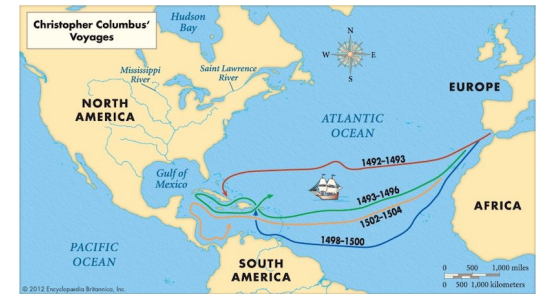 Christopher Columbus'
Voyages
Hudson
Bay
N
W
E
S
Mississippi
River
Saint Lawrence
River
EUROPE
NORTH
AMERICA
ATLANTIC
OCEAN
1492–1493
Gulf of
Mexico
1493–1496
1502–1504
AFRICA
1498–1500
PACIFIC
OCEAN
SOUTH
AMERICA
0 500 1,000 miles
0 500 1,000 kilometers
© 2012 Encyclopædia Britannica, Inc.